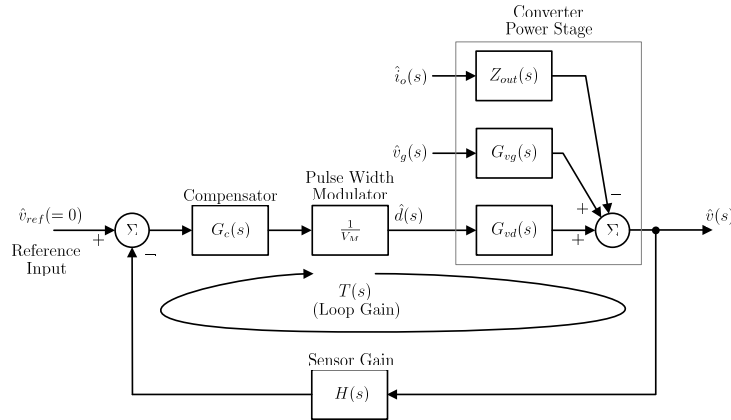 Converter
Power Stage
î_o(s)
Z_out(s)
v̂_g(s)
G_vg(s)
−
+
Pulse Width
Modulator
Compensator
v̂_ref(=0)
+
Σ
−
G_c(s)
1/V_M
d̂(s)
G_vd(s)
+
Σ
v̂(s)
Reference
Input
T(s)
(Loop Gain)
Sensor Gain
H(s)